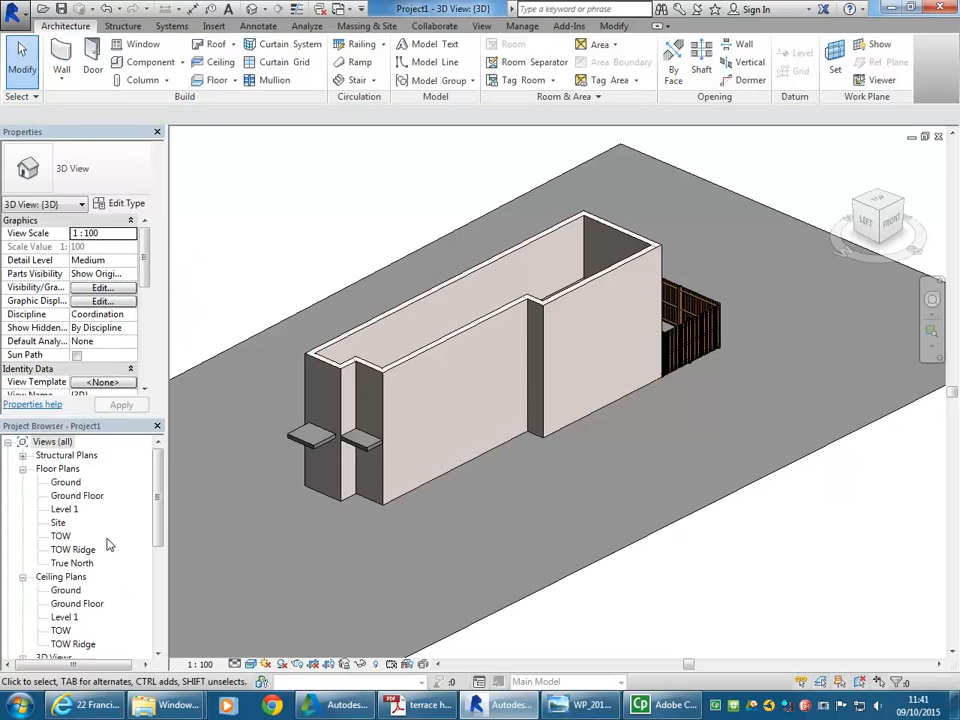 Project1 - 3D View: {3D}
Type a keyword or phrase
Sign In
Architecture Structure Systems Insert Annotate Analyze Massing & Site Collaborate View Manage Add-Ins Modify
Modify
Wall
Door
Window
Component
Column
Roof
Ceiling
Floor
Curtain System
Curtain Grid
Mullion
Railing
Ramp
Stair
Model Text
Model Line
Model Group
Room
Room Separator
Tag Room
Area
Area Boundary
Tag Area
By Face
Shaft
Wall
Vertical
Dormer
Level
Grid
Set
Show
Ref Plane
Viewer
Select Build Circulation Model Room & Area Opening Datum Work Plane
Properties
3D View
3D View: {3D} Edit Type
Graphics
View Scale 1 : 100
Scale Value 1: 100
Detail Level Medium
Parts Visibility Show Origi...
Visibility/Gra... Edit...
Graphic Displ... Edit...
Discipline Coordination
Show Hidden... By Discipline
Default Analy... None
Sun Path
Identity Data
View Template <None>
View Name {3D}
Properties help Apply
Project Browser - Project1
Views (all)
Structural Plans
Floor Plans
Ground
Ground Floor
Level 1
Site
TOW
TOW Ridge
True North
Ceiling Plans
Ground
Ground Floor
Level 1
TOW
TOW Ridge
3D Views
LEFT FRONT
1 : 100
Click to select, TAB for alternates, CTRL adds, SHIFT unselects.
:0
Main Model
:0
22 Franci...
Window...
Autodes...
terrace h...
Autodes...
WP_201...
Adobe C...
11:41
09/10/2015